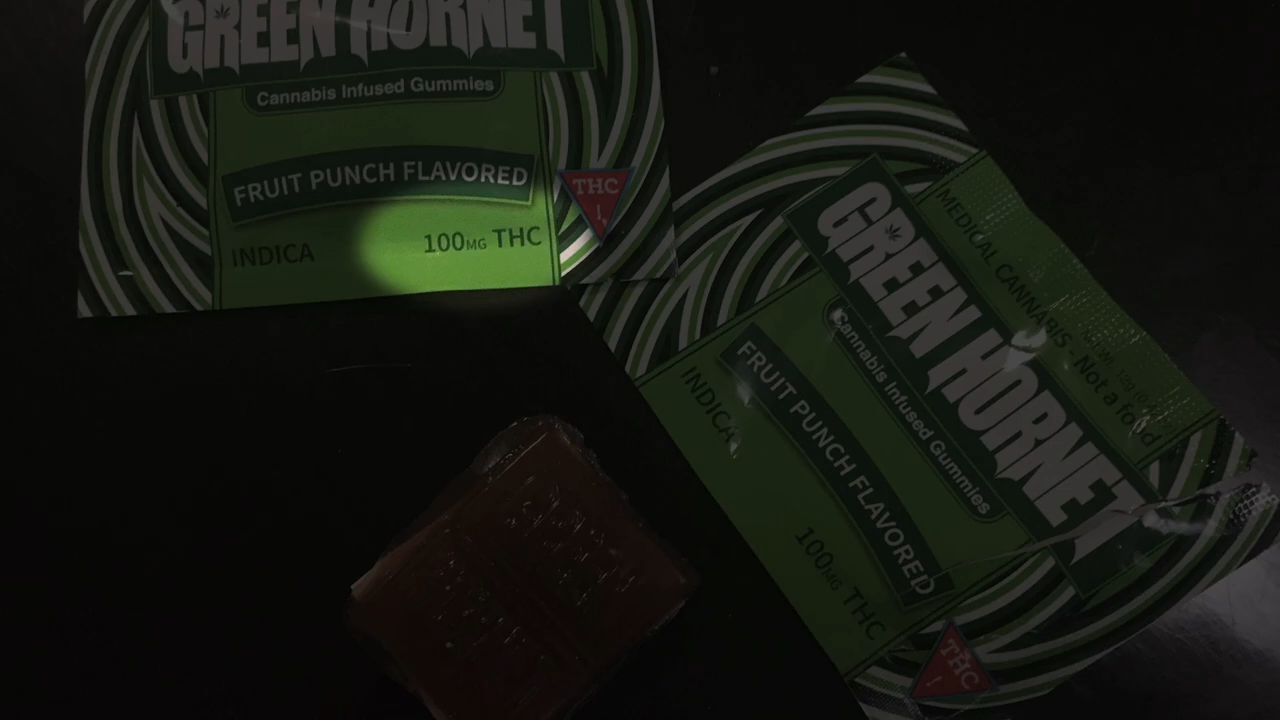 GREEN HORNET
Cannabis Infused Gummies
FRUIT PUNCH FLAVORED
THC
!
INDICA
100MG THC
MEDICAL CANNABIS - Not a food
GREEN HORNET
Cannabis Infused Gummies
FRUIT PUNCH FLAVORED
INDICA
100MG THC
THC
!